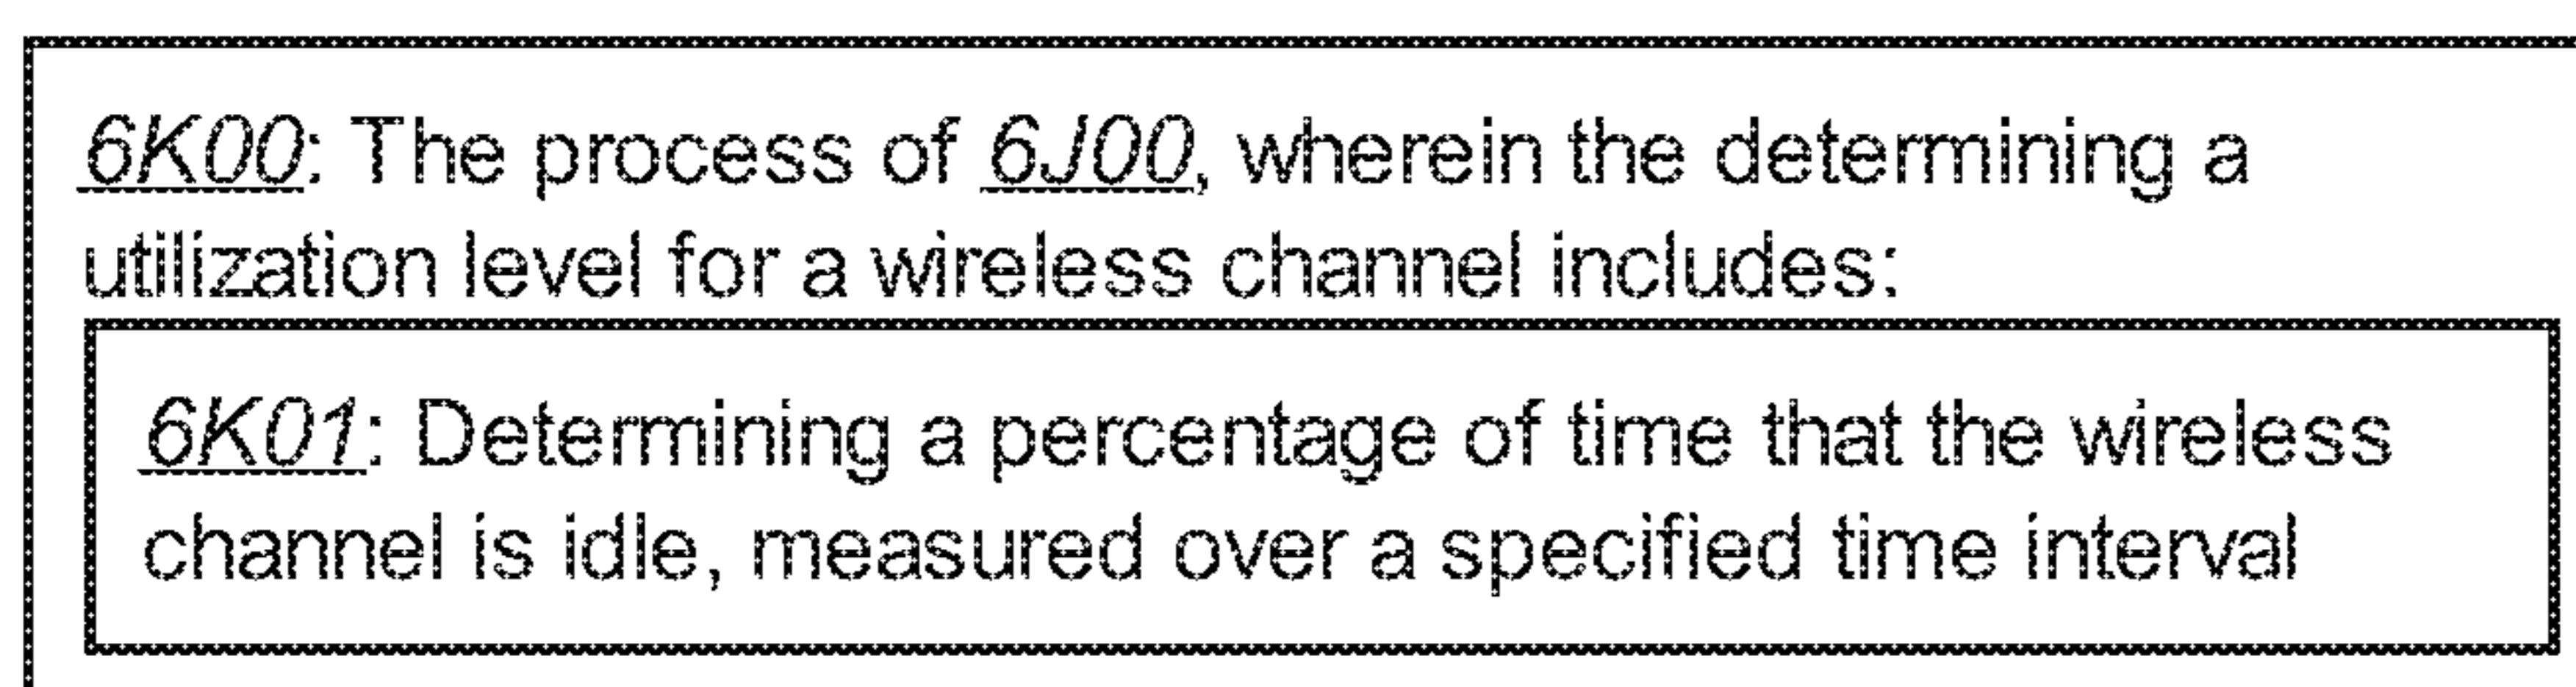 6K00: The process of 6J00, wherein the determining a
utilization level for a wireless channel includes:
6K01: Determining a percentage of time that the wireless
channel is idle, measured over a specified time interval